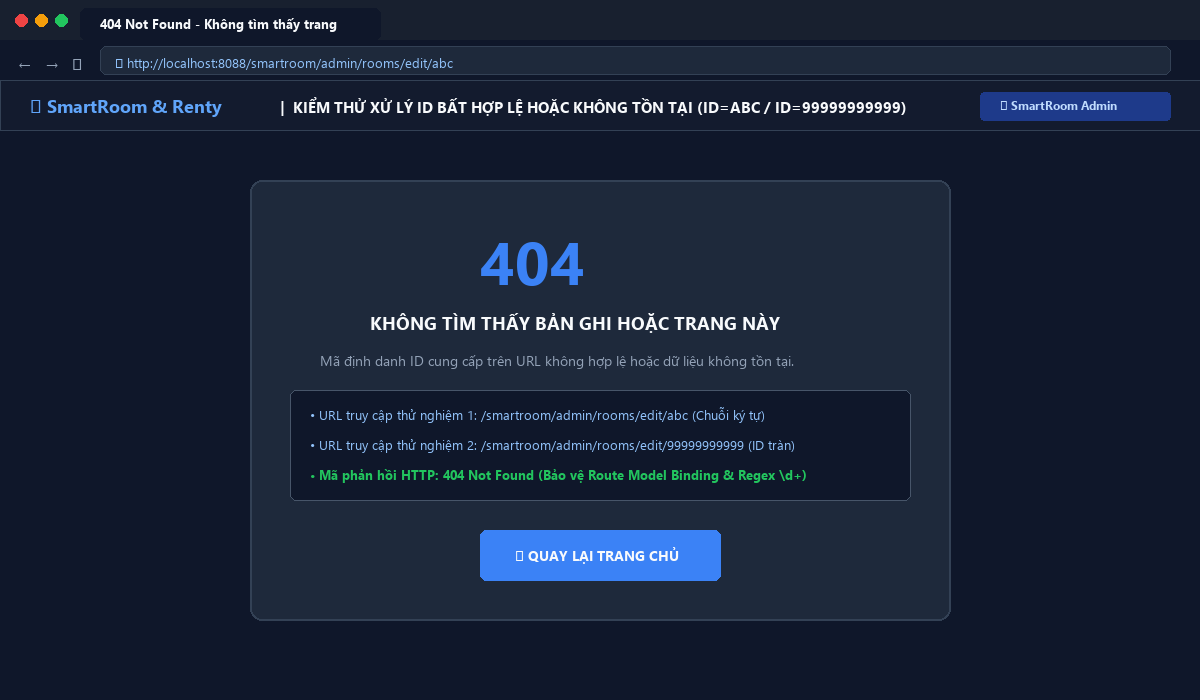 404 Not Found - Không tìm thấy trang
← → http://localhost:8088/smartroom/admin/rooms/edit/abc
SmartRoom & Renty | KIỂM THỬ XỬ LÝ ID BẤT HỢP LỆ HOẶC KHÔNG TỒN TẠI (ID=ABC / ID=99999999999) SmartRoom Admin
404
KHÔNG TÌM THẤY BẢN GHI HOẶC TRANG NÀY
Mã định danh ID cung cấp trên URL không hợp lệ hoặc dữ liệu không tồn tại.
• URL truy cập thử nghiệm 1: /smartroom/admin/rooms/edit/abc (Chuỗi ký tự)
• URL truy cập thử nghiệm 2: /smartroom/admin/rooms/edit/99999999999 (ID tràn)
• Mã phản hồi HTTP: 404 Not Found (Bảo vệ Route Model Binding & Regex \d+)
QUAY LẠI TRANG CHỦ